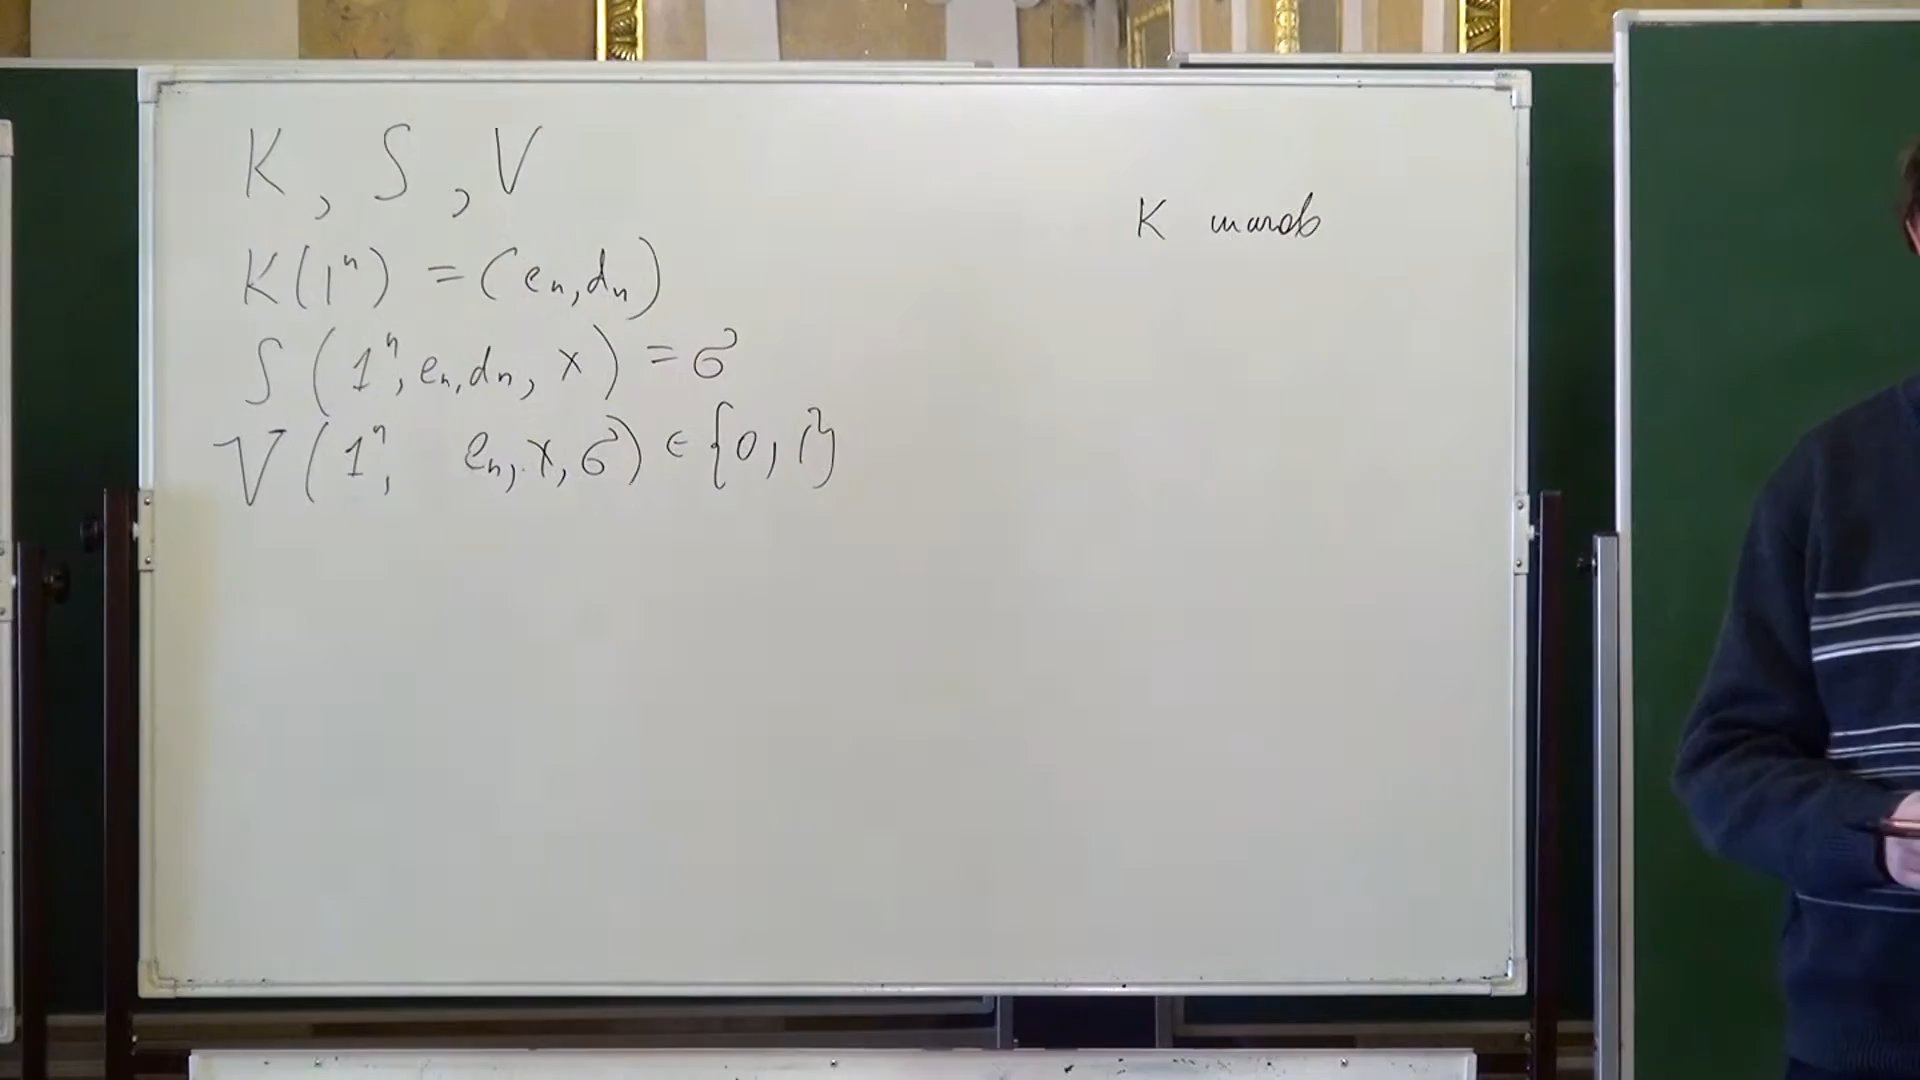 K, S, V
K(1ⁿ) = (eₙ, dₙ)
S(1ⁿ, eₙ, dₙ, x) = σ
V(1ⁿ, eₙ, x, σ) ∈ {0, 1}
K шагов